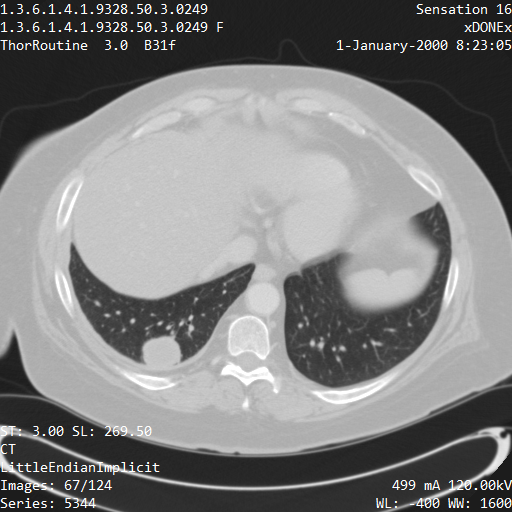 1.3.6.1.4.1.9328.50.3.0249
Sensation 16
1.3.6.1.4.1.9328.50.3.0249 F
xDONEx
ThorRoutine 3.0 B31f
1-January-2000 8:23:05
ST: 3.00 SL: 269.50
CT
LittleEndianImplicit
Images: 67/124
499 mA 120.00kV
Series: 5344
WL: -400 WW: 1600